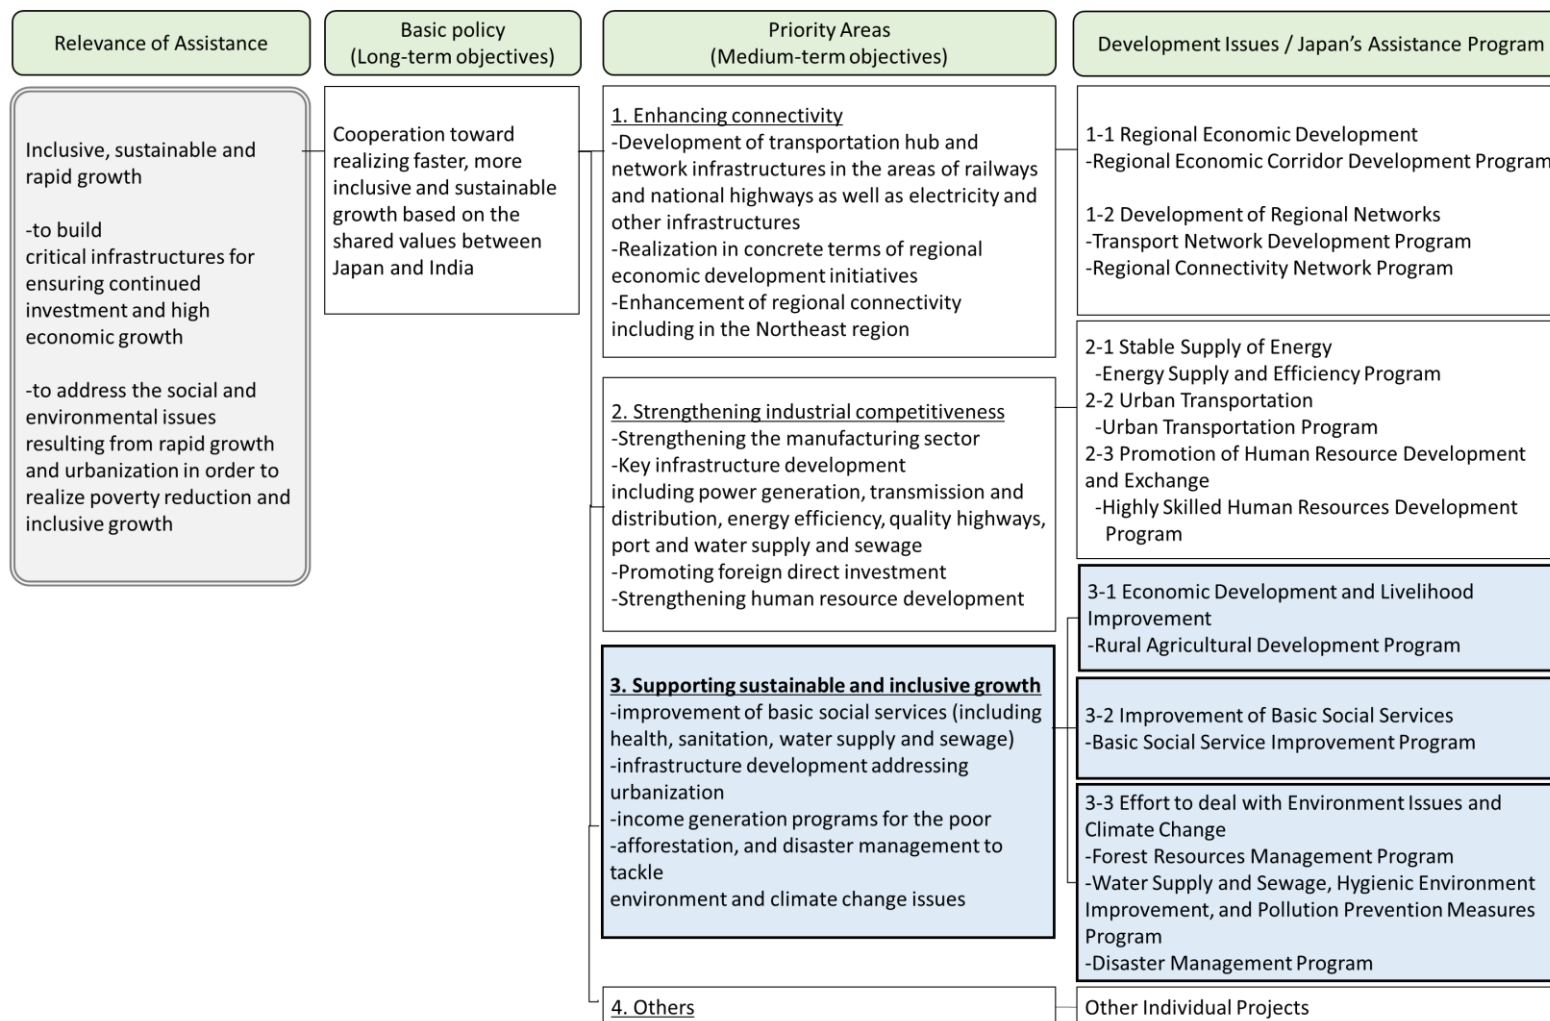 Relevance of Assistance
Basic policy
(Long-term objectives)
Priority Areas
(Medium-term objectives)
Development Issues / Japan's Assistance Program
Inclusive, sustainable and
rapid growth
-to build
critical infrastructures for
ensuring continued
investment and high
economic growth
-to address the social and
environmental issues
resulting from rapid growth
and urbanization in order to
realize poverty reduction and
inclusive growth
Cooperation toward
realizing faster, more
inclusive and sustainable
growth based on the
shared values between
Japan and India
1. Enhancing connectivity
-Development of transportation hub and
network infrastructures in the areas of railways
and national highways as well as electricity and
other infrastructures
-Realization in concrete terms of regional
economic development initiatives
-Enhancement of regional connectivity
including in the Northeast region
1-1 Regional Economic Development
-Regional Economic Corridor Development Program
1-2 Development of Regional Networks
-Transport Network Development Program
-Regional Connectivity Network Program
2. Strengthening industrial competitiveness
-Strengthening the manufacturing sector
-Key infrastructure development
including power generation, transmission and
distribution, energy efficiency, quality highways,
port and water supply and sewage
-Promoting foreign direct investment
-Strengthening human resource development
2-1 Stable Supply of Energy
-Energy Supply and Efficiency Program
2-2 Urban Transportation
-Urban Transportation Program
2-3 Promotion of Human Resource Development
and Exchange
-Highly Skilled Human Resources Development
Program
3. Supporting sustainable and inclusive growth
-improvement of basic social services (including
health, sanitation, water supply and sewage)
-infrastructure development addressing
urbanization
-income generation programs for the poor
-afforestation, and disaster management to
tackle
environment and climate change issues
3-1 Economic Development and Livelihood
Improvement
-Rural Agricultural Development Program
3-2 Improvement of Basic Social Services
-Basic Social Service Improvement Program
3-3 Effort to deal with Environment Issues and
Climate Change
-Forest Resources Management Program
-Water Supply and Sewage, Hygienic Environment
Improvement, and Pollution Prevention Measures
Program
-Disaster Management Program
4. Others
Other Individual Projects